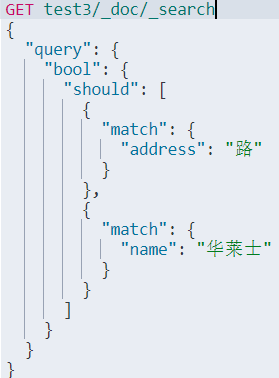 GET test3/_doc/_search
{
  "query": {
    "bool": {
      "should": [
        {
          "match": {
            "address": "路"
          }
        },
        {
          "match": {
            "name": "华莱士"
          }
        }
      ]
    }
  }
}